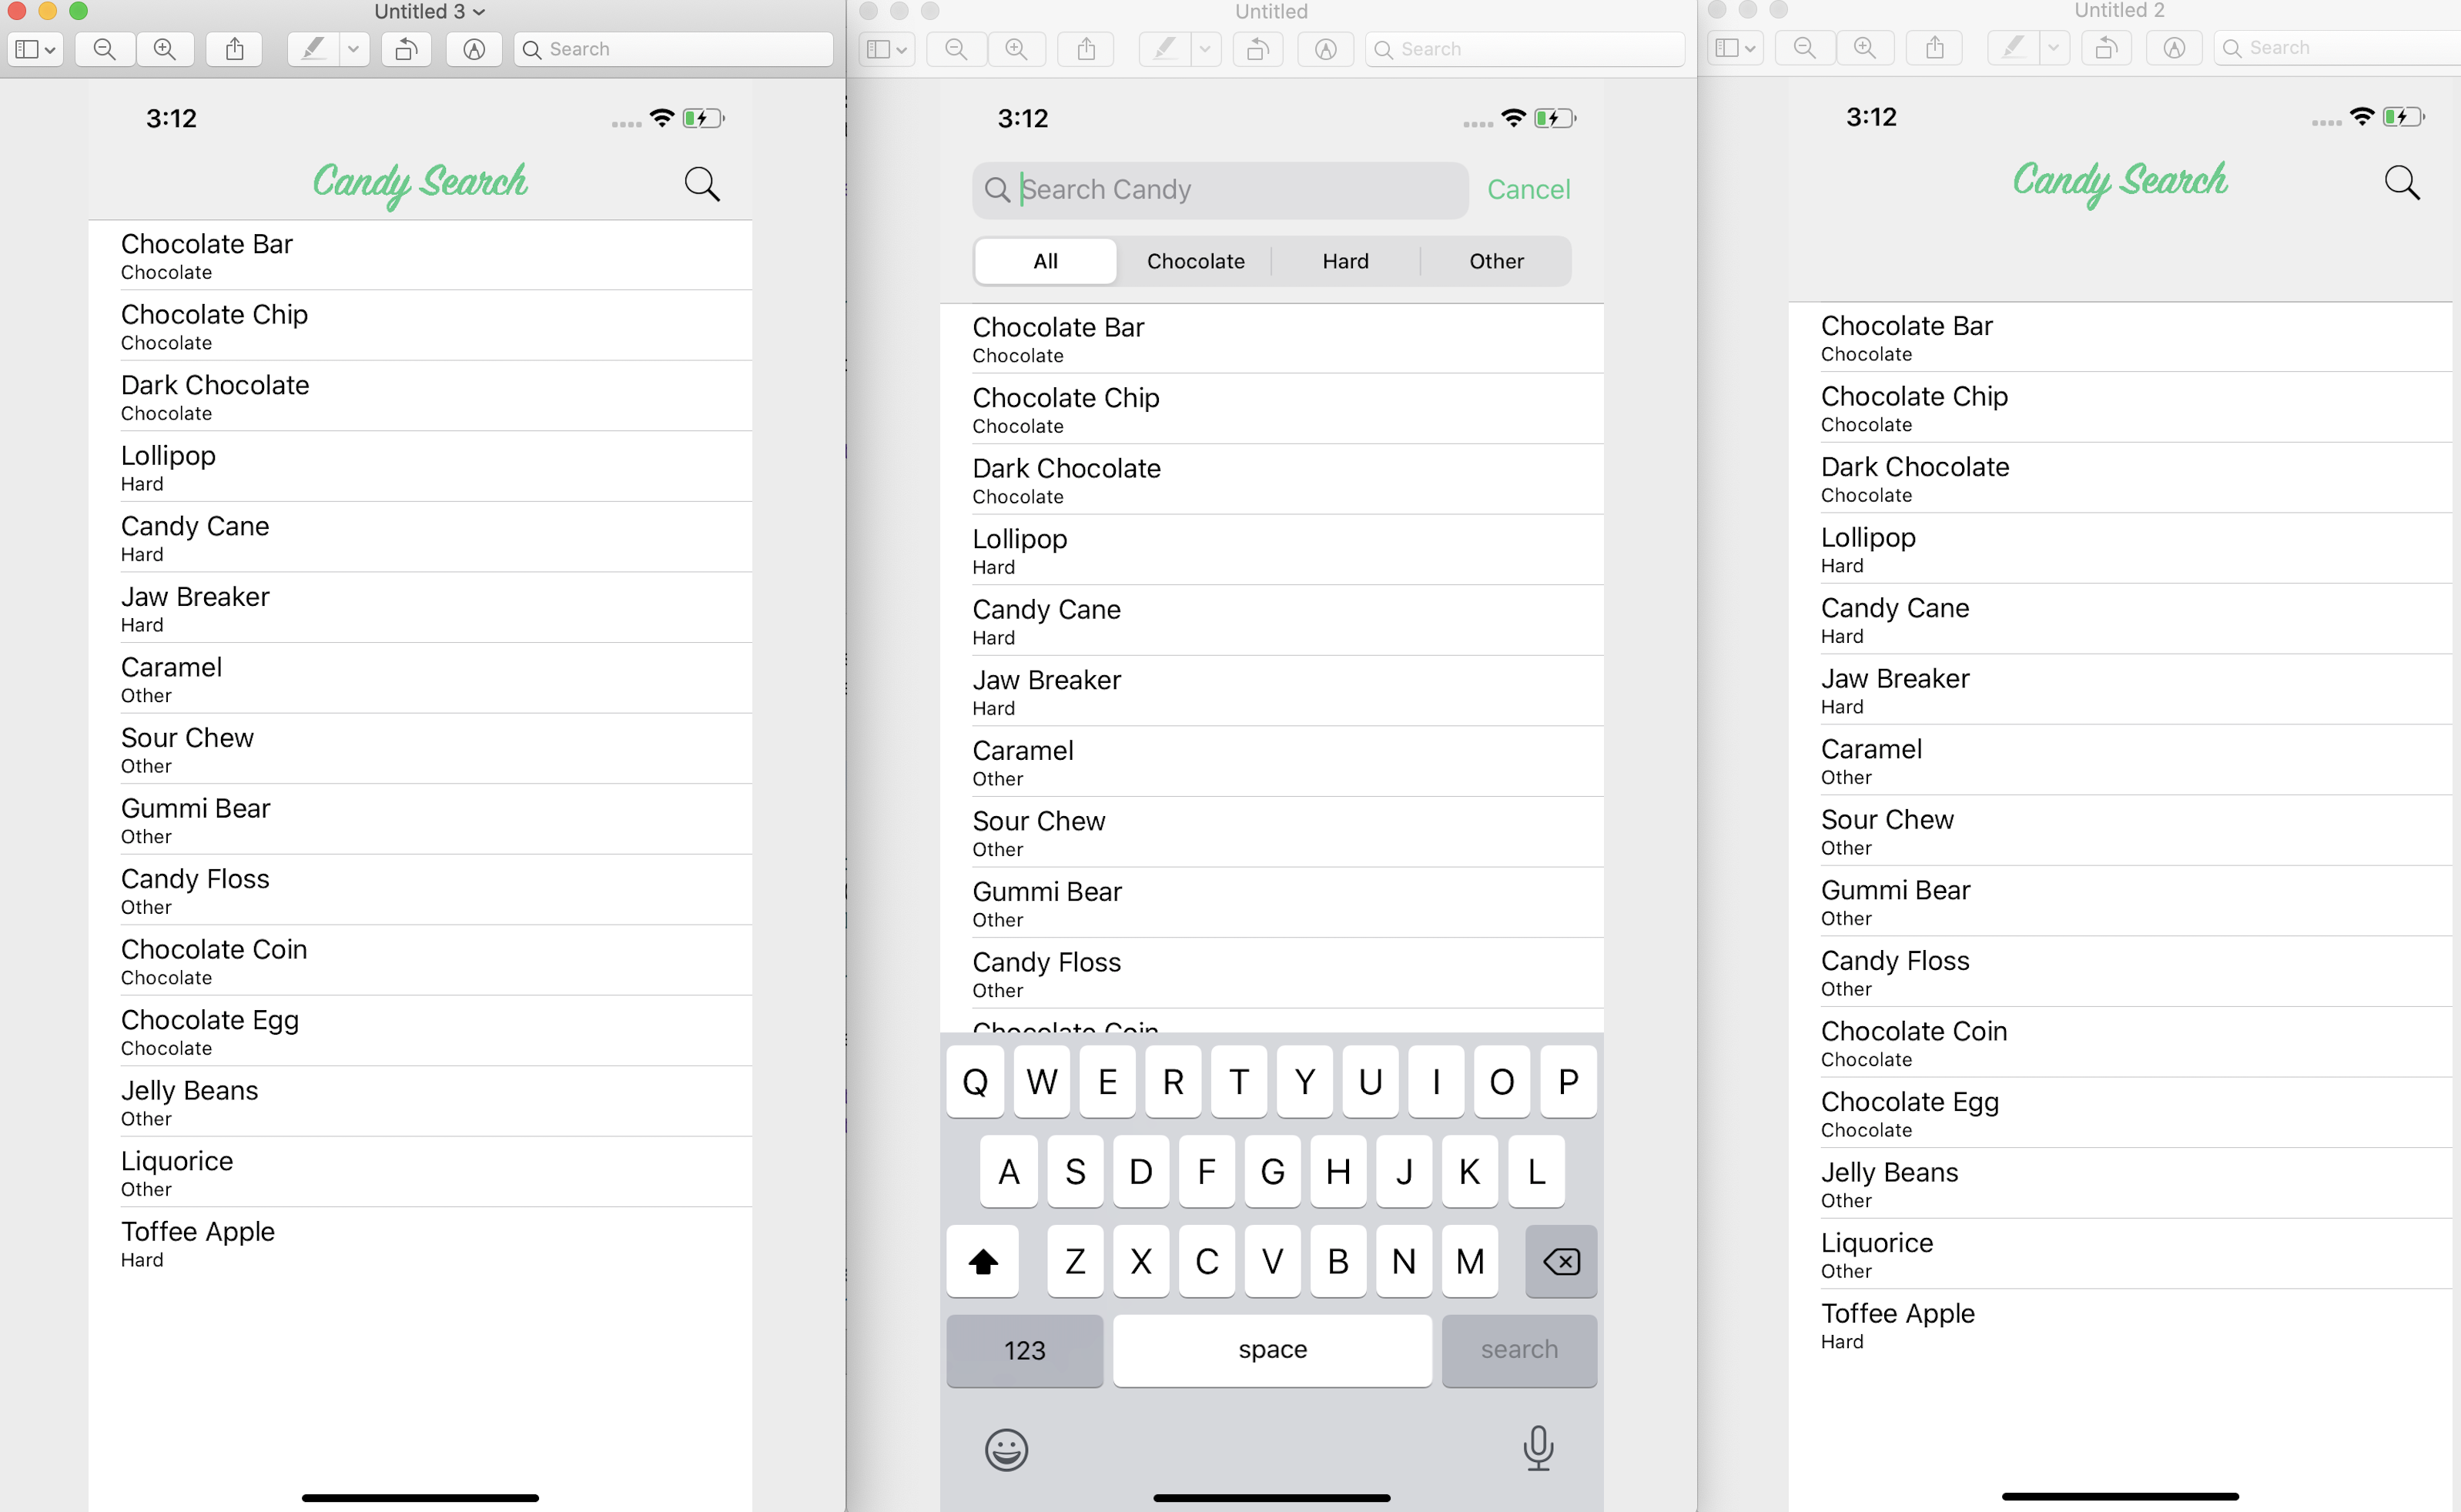 Untitled 3
Search
3:12
Candy Search
Chocolate Bar
Chocolate
Chocolate Chip
Chocolate
Dark Chocolate
Chocolate
Lollipop
Hard
Candy Cane
Hard
Jaw Breaker
Hard
Caramel
Other
Sour Chew
Other
Gummi Bear
Other
Candy Floss
Other
Chocolate Coin
Chocolate
Chocolate Egg
Chocolate
Jelly Beans
Other
Liquorice
Other
Toffee Apple
Hard
Untitled
Search
3:12
Search Candy
Cancel
All Chocolate Hard Other
Chocolate Bar
Chocolate
Chocolate Chip
Chocolate
Dark Chocolate
Chocolate
Lollipop
Hard
Candy Cane
Hard
Jaw Breaker
Hard
Caramel
Other
Sour Chew
Other
Gummi Bear
Other
Candy Floss
Other
Chocolate Coin
Q W E R T Y U I O P
A S D F G H J K L
Z X C V B N M
123 space search
Untitled 2
Search
3:12
Candy Search
Chocolate Bar
Chocolate
Chocolate Chip
Chocolate
Dark Chocolate
Chocolate
Lollipop
Hard
Candy Cane
Hard
Jaw Breaker
Hard
Caramel
Other
Sour Chew
Other
Gummi Bear
Other
Candy Floss
Other
Chocolate Coin
Chocolate
Chocolate Egg
Chocolate
Jelly Beans
Other
Liquorice
Other
Toffee Apple
Hard